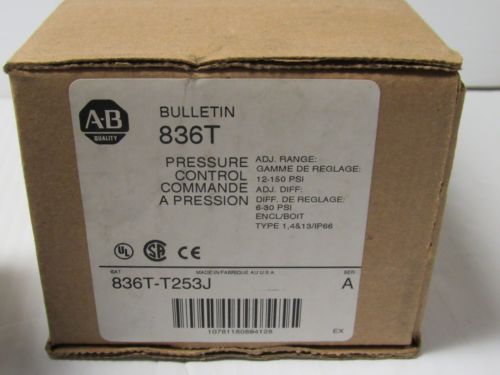 A-B
QUALITY
BULLETIN
836T
PRESSURE
CONTROL
COMMANDE
A PRESSION
ADJ. RANGE:
GAMME DE REGLAGE:
12-150 PSI
ADJ. DIFF:
DIFF. DE REGLAGE:
6-30 PSI
ENCL/BOIT
TYPE 1,4&13/IP66
UL
SA
CE
CAT
MADE IN/FABRIQUE AU U.S.A.
SER
836T-T253J
A
10781180894128
EX